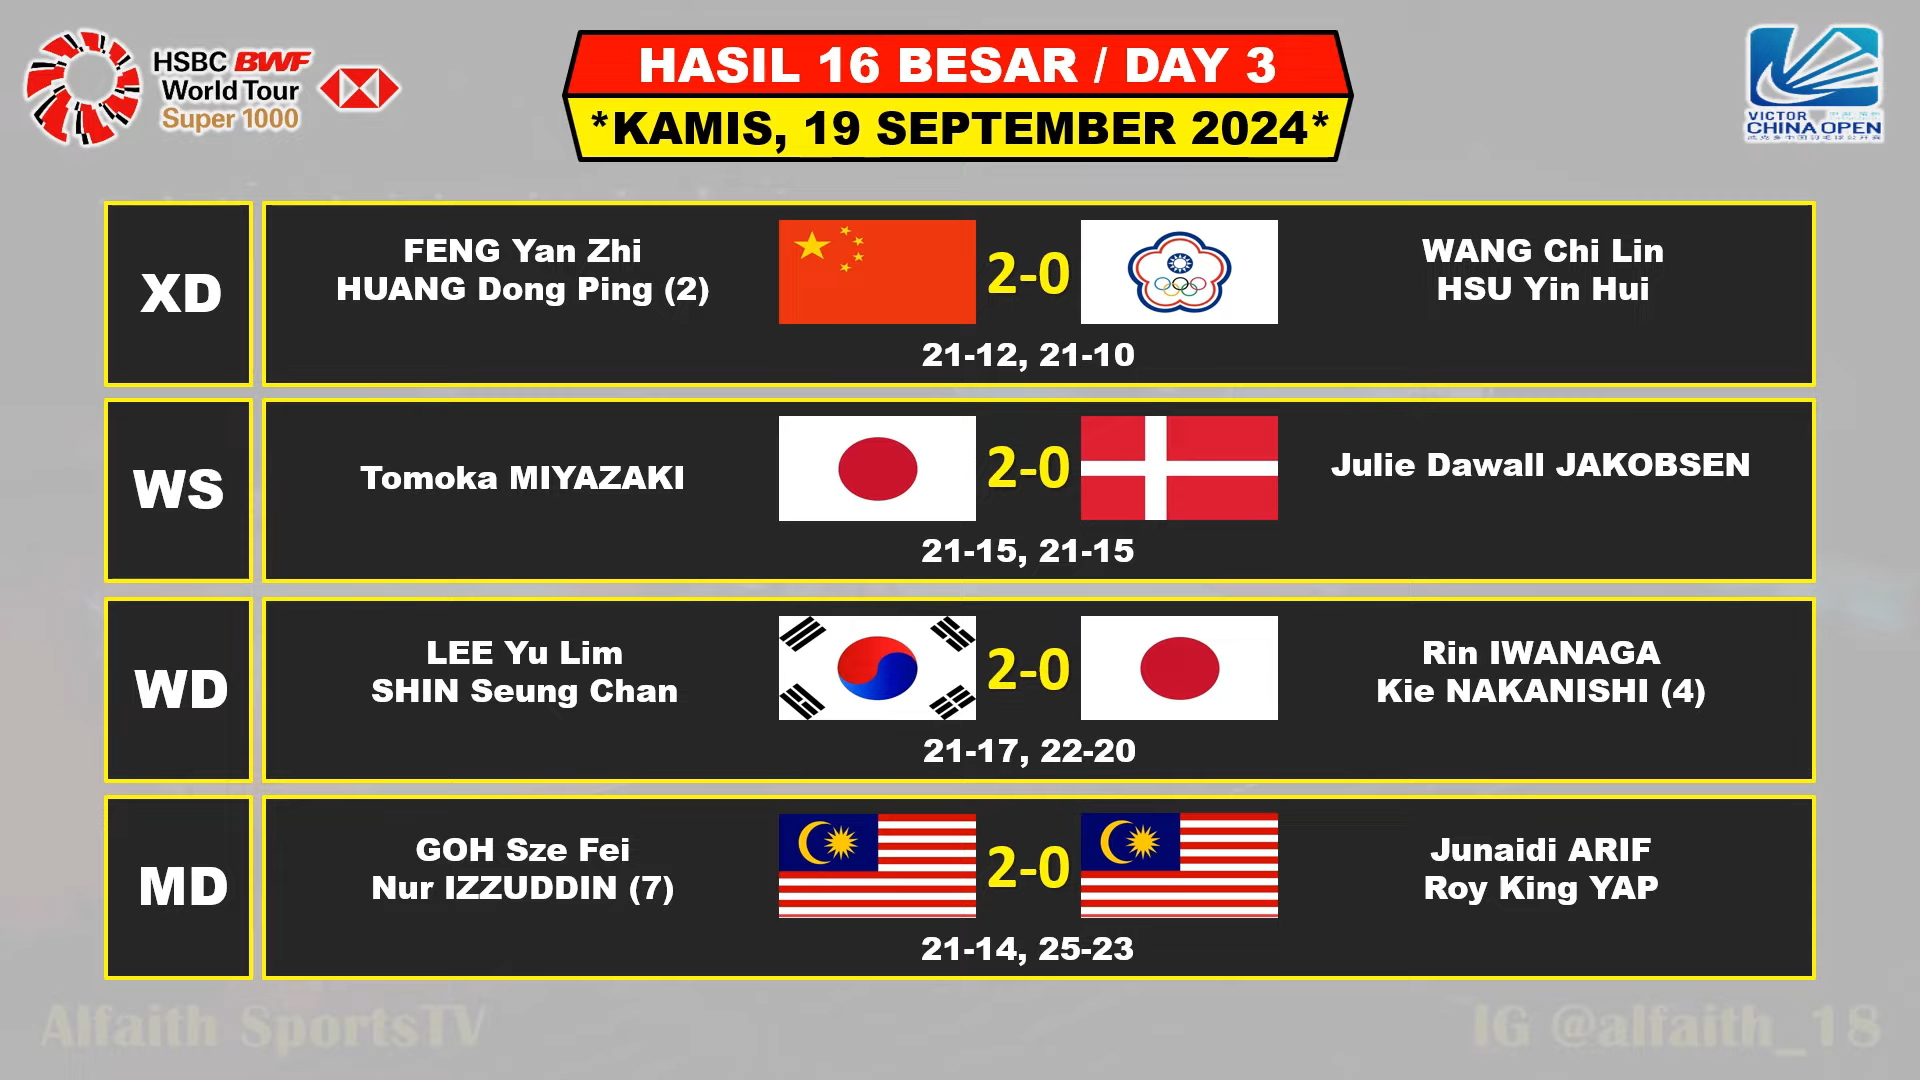 HSBC BWF
World Tour
Super 1000
HASIL 16 BESAR / DAY 3
*KAMIS, 19 SEPTEMBER 2024*
VICTOR
CHINA OPEN
XD
FENG Yan Zhi
HUANG Dong Ping (2)
2-0
WANG Chi Lin
HSU Yin Hui
21-12, 21-10
WS
Tomoka MIYAZAKI
2-0
Julie Dawall JAKOBSEN
21-15, 21-15
WD
LEE Yu Lim
SHIN Seung Chan
2-0
Rin IWANAGA
Kie NAKANISHI (4)
21-17, 22-20
MD
GOH Sze Fei
Nur IZZUDDIN (7)
2-0
Junaidi ARIF
Roy King YAP
21-14, 25-23
Alfaith SportsTV
IG @alfaith_18